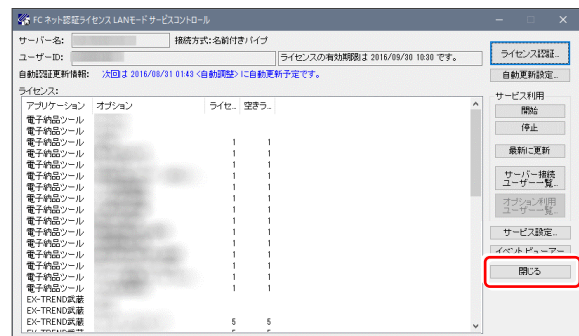 FC ネット認証ライセンス LANモード サービスコントロール
サーバー名:
接続方式:名前付きパイプ
ユーザーID:
ライセンスの有効期限は 2016/09/30 10:30 です。
ライセンス認証...
自動認証更新情報: 次回は 2016/08/31 01:43 <自動調整> に自動更新予定です。
自動更新設定...
ライセンス:
サービス利用
アプリケーション オプション ライセ... 空きラ...
開始
電子納品ツール
停止
電子納品ツール
電子納品ツール 1 1
最新に更新
電子納品ツール 1 1
電子納品ツール 1 1
サーバー接続
ユーザー一覧...
電子納品ツール 1 1
電子納品ツール 1 1
オプション利用
ユーザー一覧...
電子納品ツール 1 1
電子納品ツール 1 1
電子納品ツール 1 1
サービス設定...
電子納品ツール 1 1
電子納品ツール 1 1
イベントビューアー
電子納品ツール 1 1
電子納品ツール 1 1
閉じる
電子納品ツール 1 1
EX-TREND武蔵
EX-TREND武蔵
EX-TREND武蔵 5 5
EX-TREND武蔵 5 5